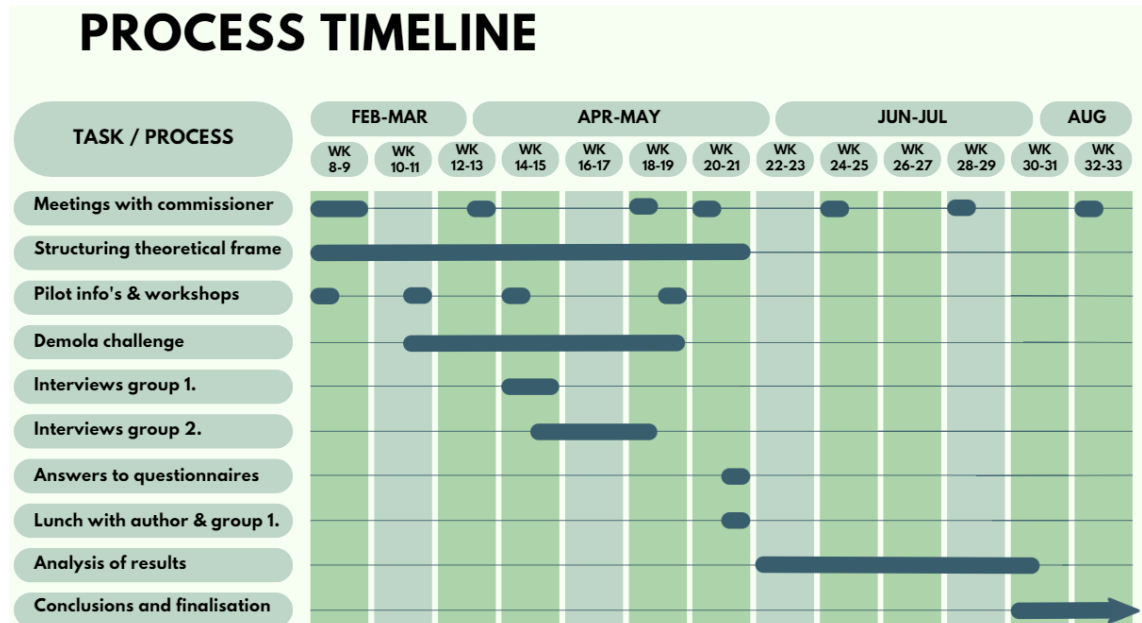 PROCESS TIMELINE
TASK / PROCESS
FEB-MAR
APR-MAY
JUN-JUL
AUG
WK
8-9
WK
10-11
WK
12-13
WK
14-15
WK
16-17
WK
18-19
WK
20-21
WK
22-23
WK
24-25
WK
26-27
WK
28-29
WK
30-31
WK
32-33
Meetings with commissioner
Structuring theoretical frame
Pilot info's & workshops
Demola challenge
Interviews group 1.
Interviews group 2.
Answers to questionnaires
Lunch with author & group 1.
Analysis of results
Conclusions and finalisation